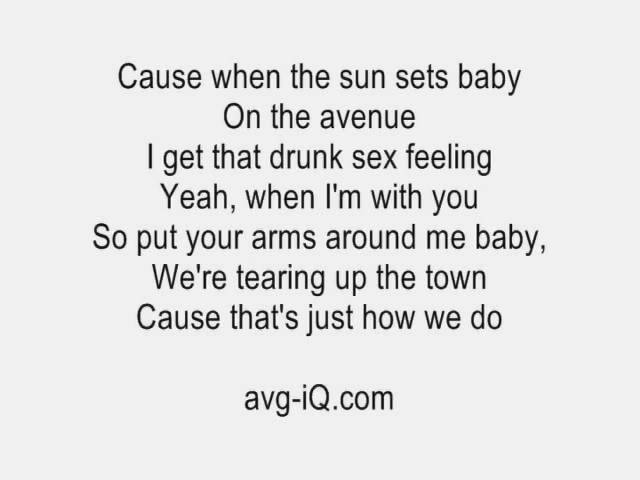 Cause when the sun sets baby
On the avenue
I get that drunk sex feeling
Yeah, when I'm with you
So put your arms around me baby,
We're tearing up the town
Cause that's just how we do
avg-iQ.com